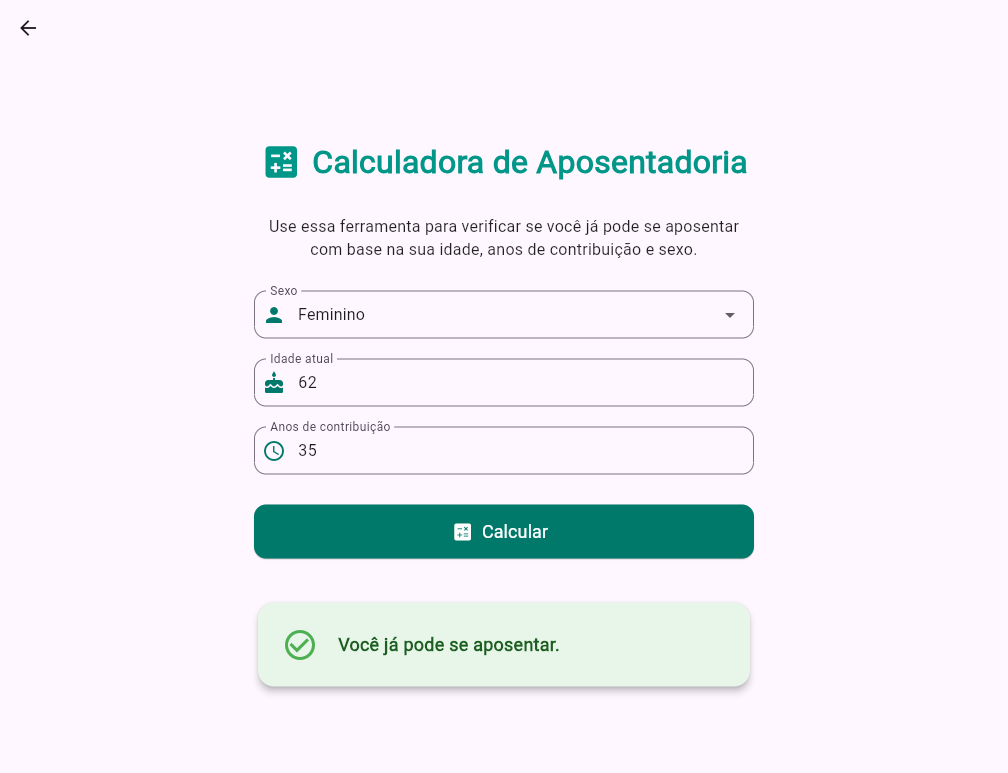 Calculadora de Aposentadoria
Use essa ferramenta para verificar se você já pode se aposentar
com base na sua idade, anos de contribuição e sexo.
Sexo
Feminino
Idade atual
62
Anos de contribuição
35
Calcular
Você já pode se aposentar.